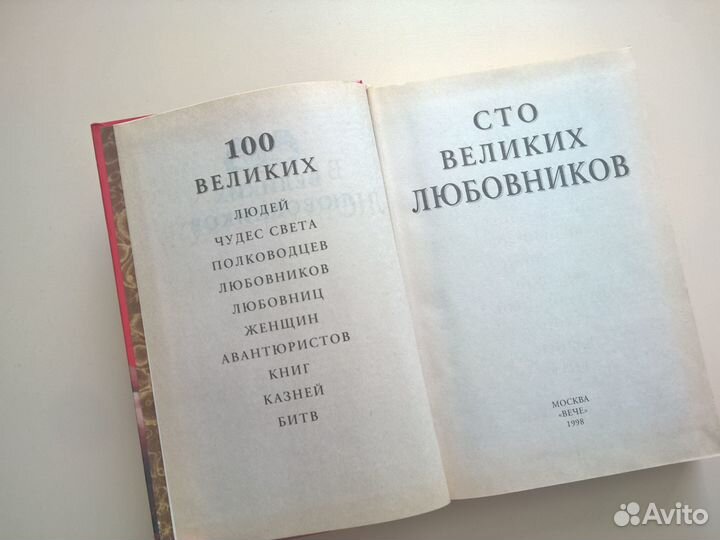 100
ВЕЛИКИХ
ЛЮДЕЙ
ЧУДЕС СВЕТА
ПОЛКОВОДЦЕВ
ЛЮБОВНИКОВ
ЛЮБОВНИЦ
ЖЕНЩИН
АВАНТЮРИСТОВ
КНИГ
КАЗНЕЙ
БИТВ
СТО
ВЕЛИКИХ
ЛЮБОВНИКОВ
МОСКВА
«ВЕЧЕ»
1998
Avito